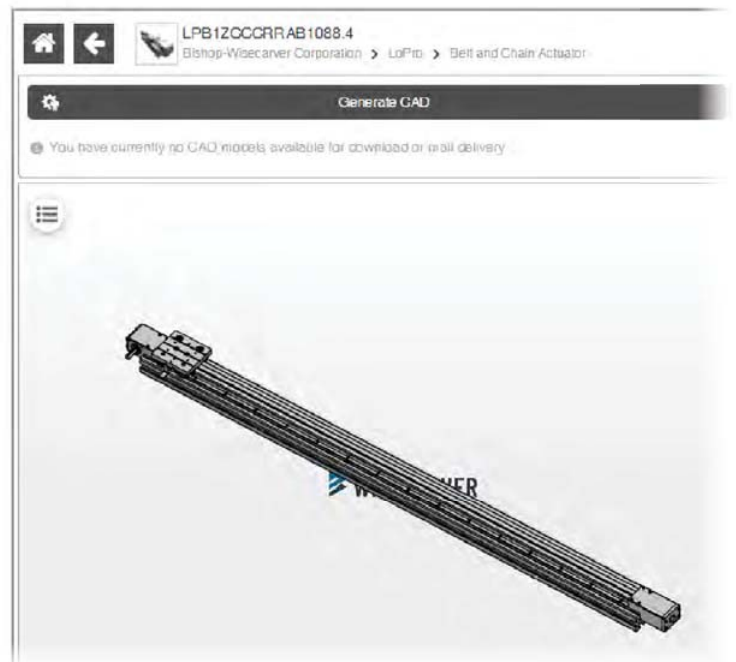 LPB1ZCCCRRAB1088.4
Bishop-Wisecarver Corporation > LoPro > Belt and Chain Actuator
Generate CAD
You have currently no CAD models available for download or mail delivery